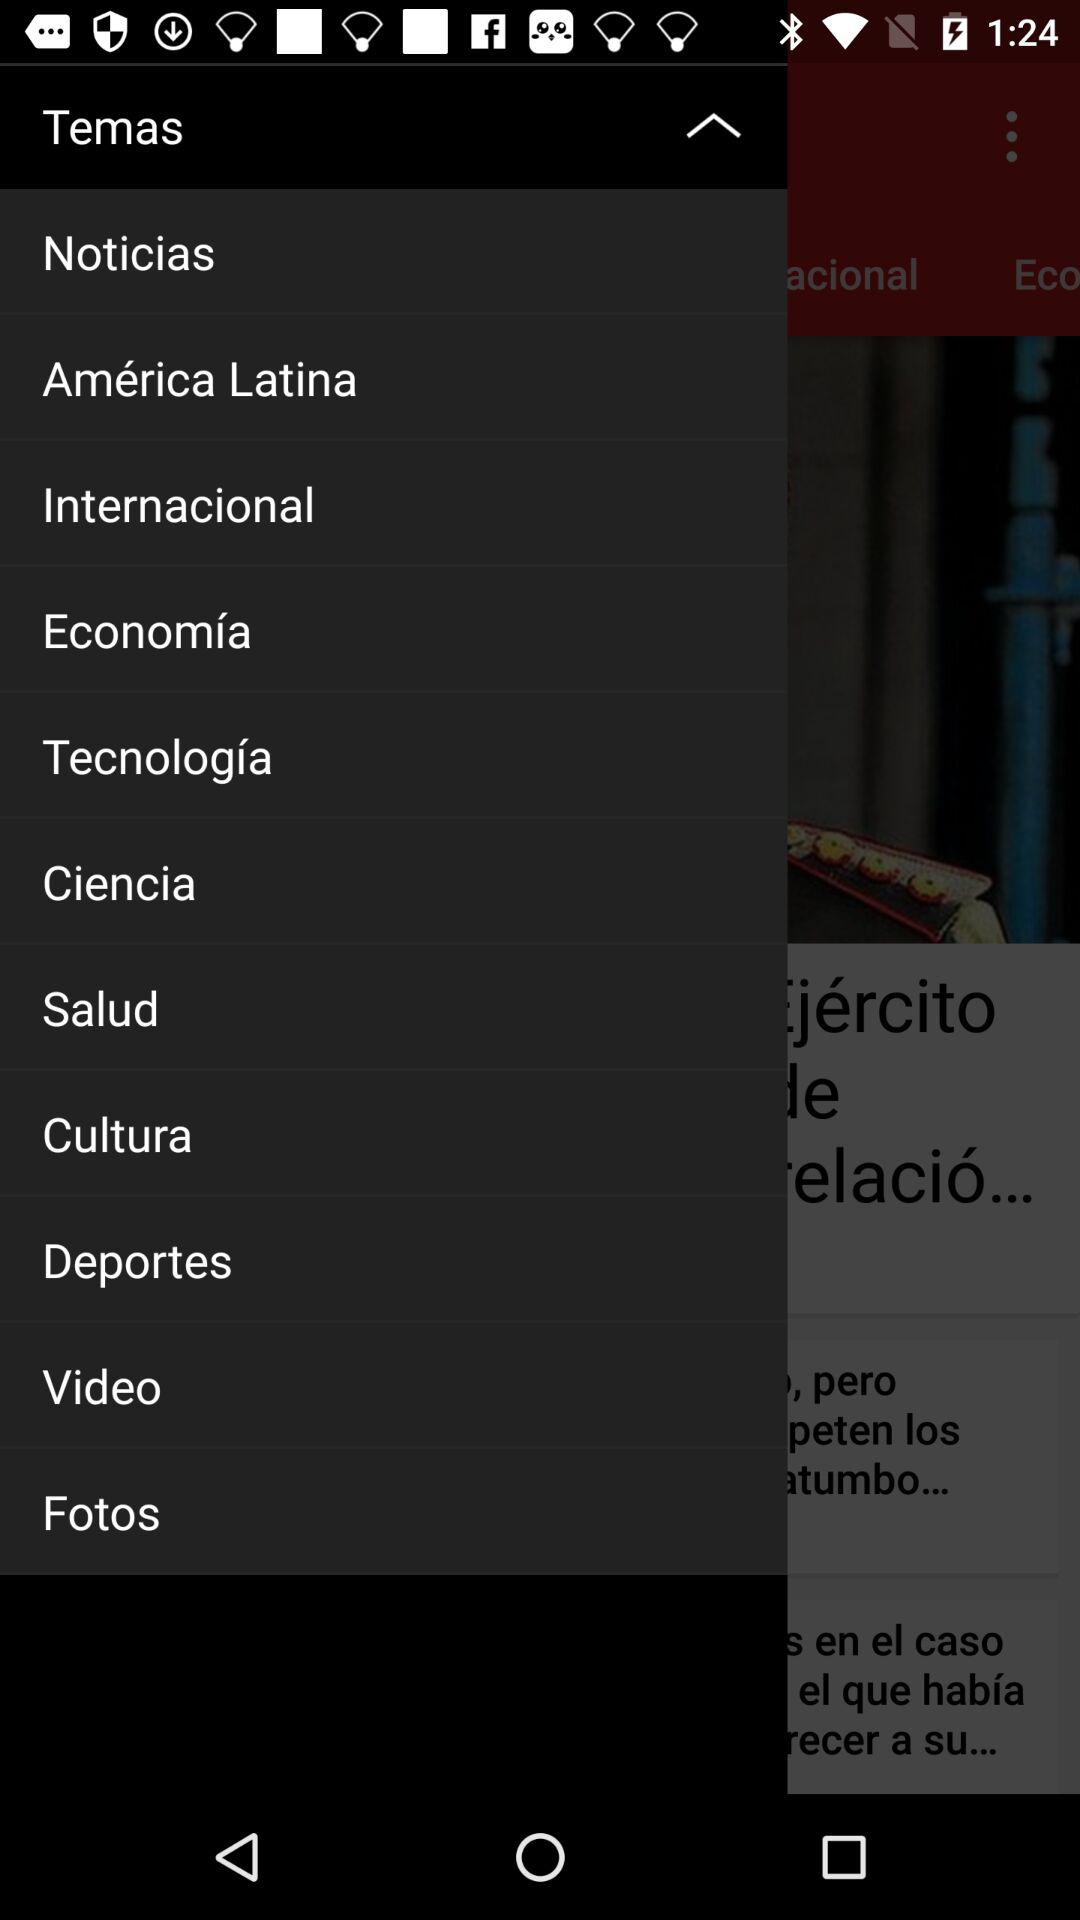 1:24
Temas
Noticias
América Latina
Internacional
Economía
Tecnología
Ciencia
Salud
Cultura
Deportes
Video
Fotos
acional Eco
Ejército
de
relació...
, pero
peten los
atumbo...
s en el caso
el que había
recer a su...